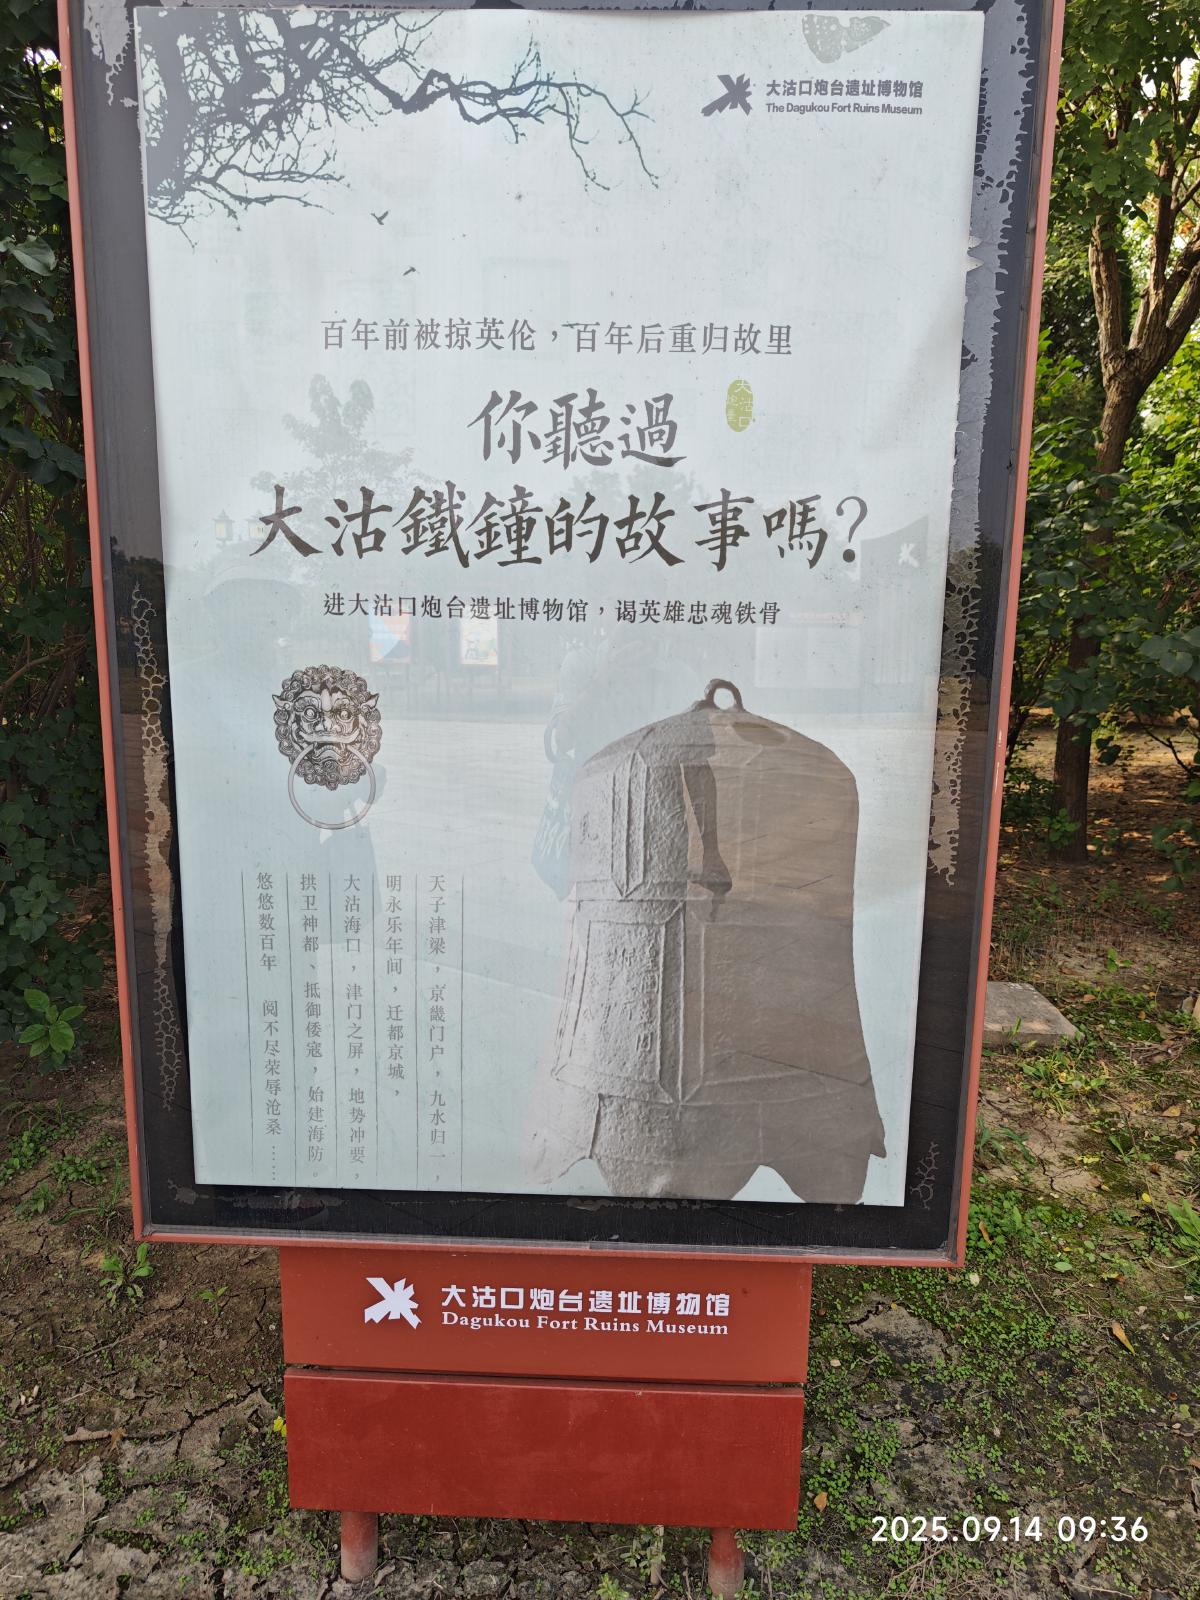 大沽口炮台遗址博物馆
The Dagukou Fort Ruins Museum
百年前被掠英伦，百年后重归故里
你聽過
大沽鐵鐘的故事嗎？
进大沽口炮台遗址博物馆，谒英雄忠魂铁骨
天子津梁，京畿门户，九水归一，
明永乐年间，迁都京城，
大沽海口，津门之屏，地势冲要，
拱卫神都、抵御倭寇，始建海防。
悠悠数百年 阅不尽荣辱沧桑……
大沽口炮台遗址博物馆
Dagukou Fort Ruins Museum
2025.09.14 09:36